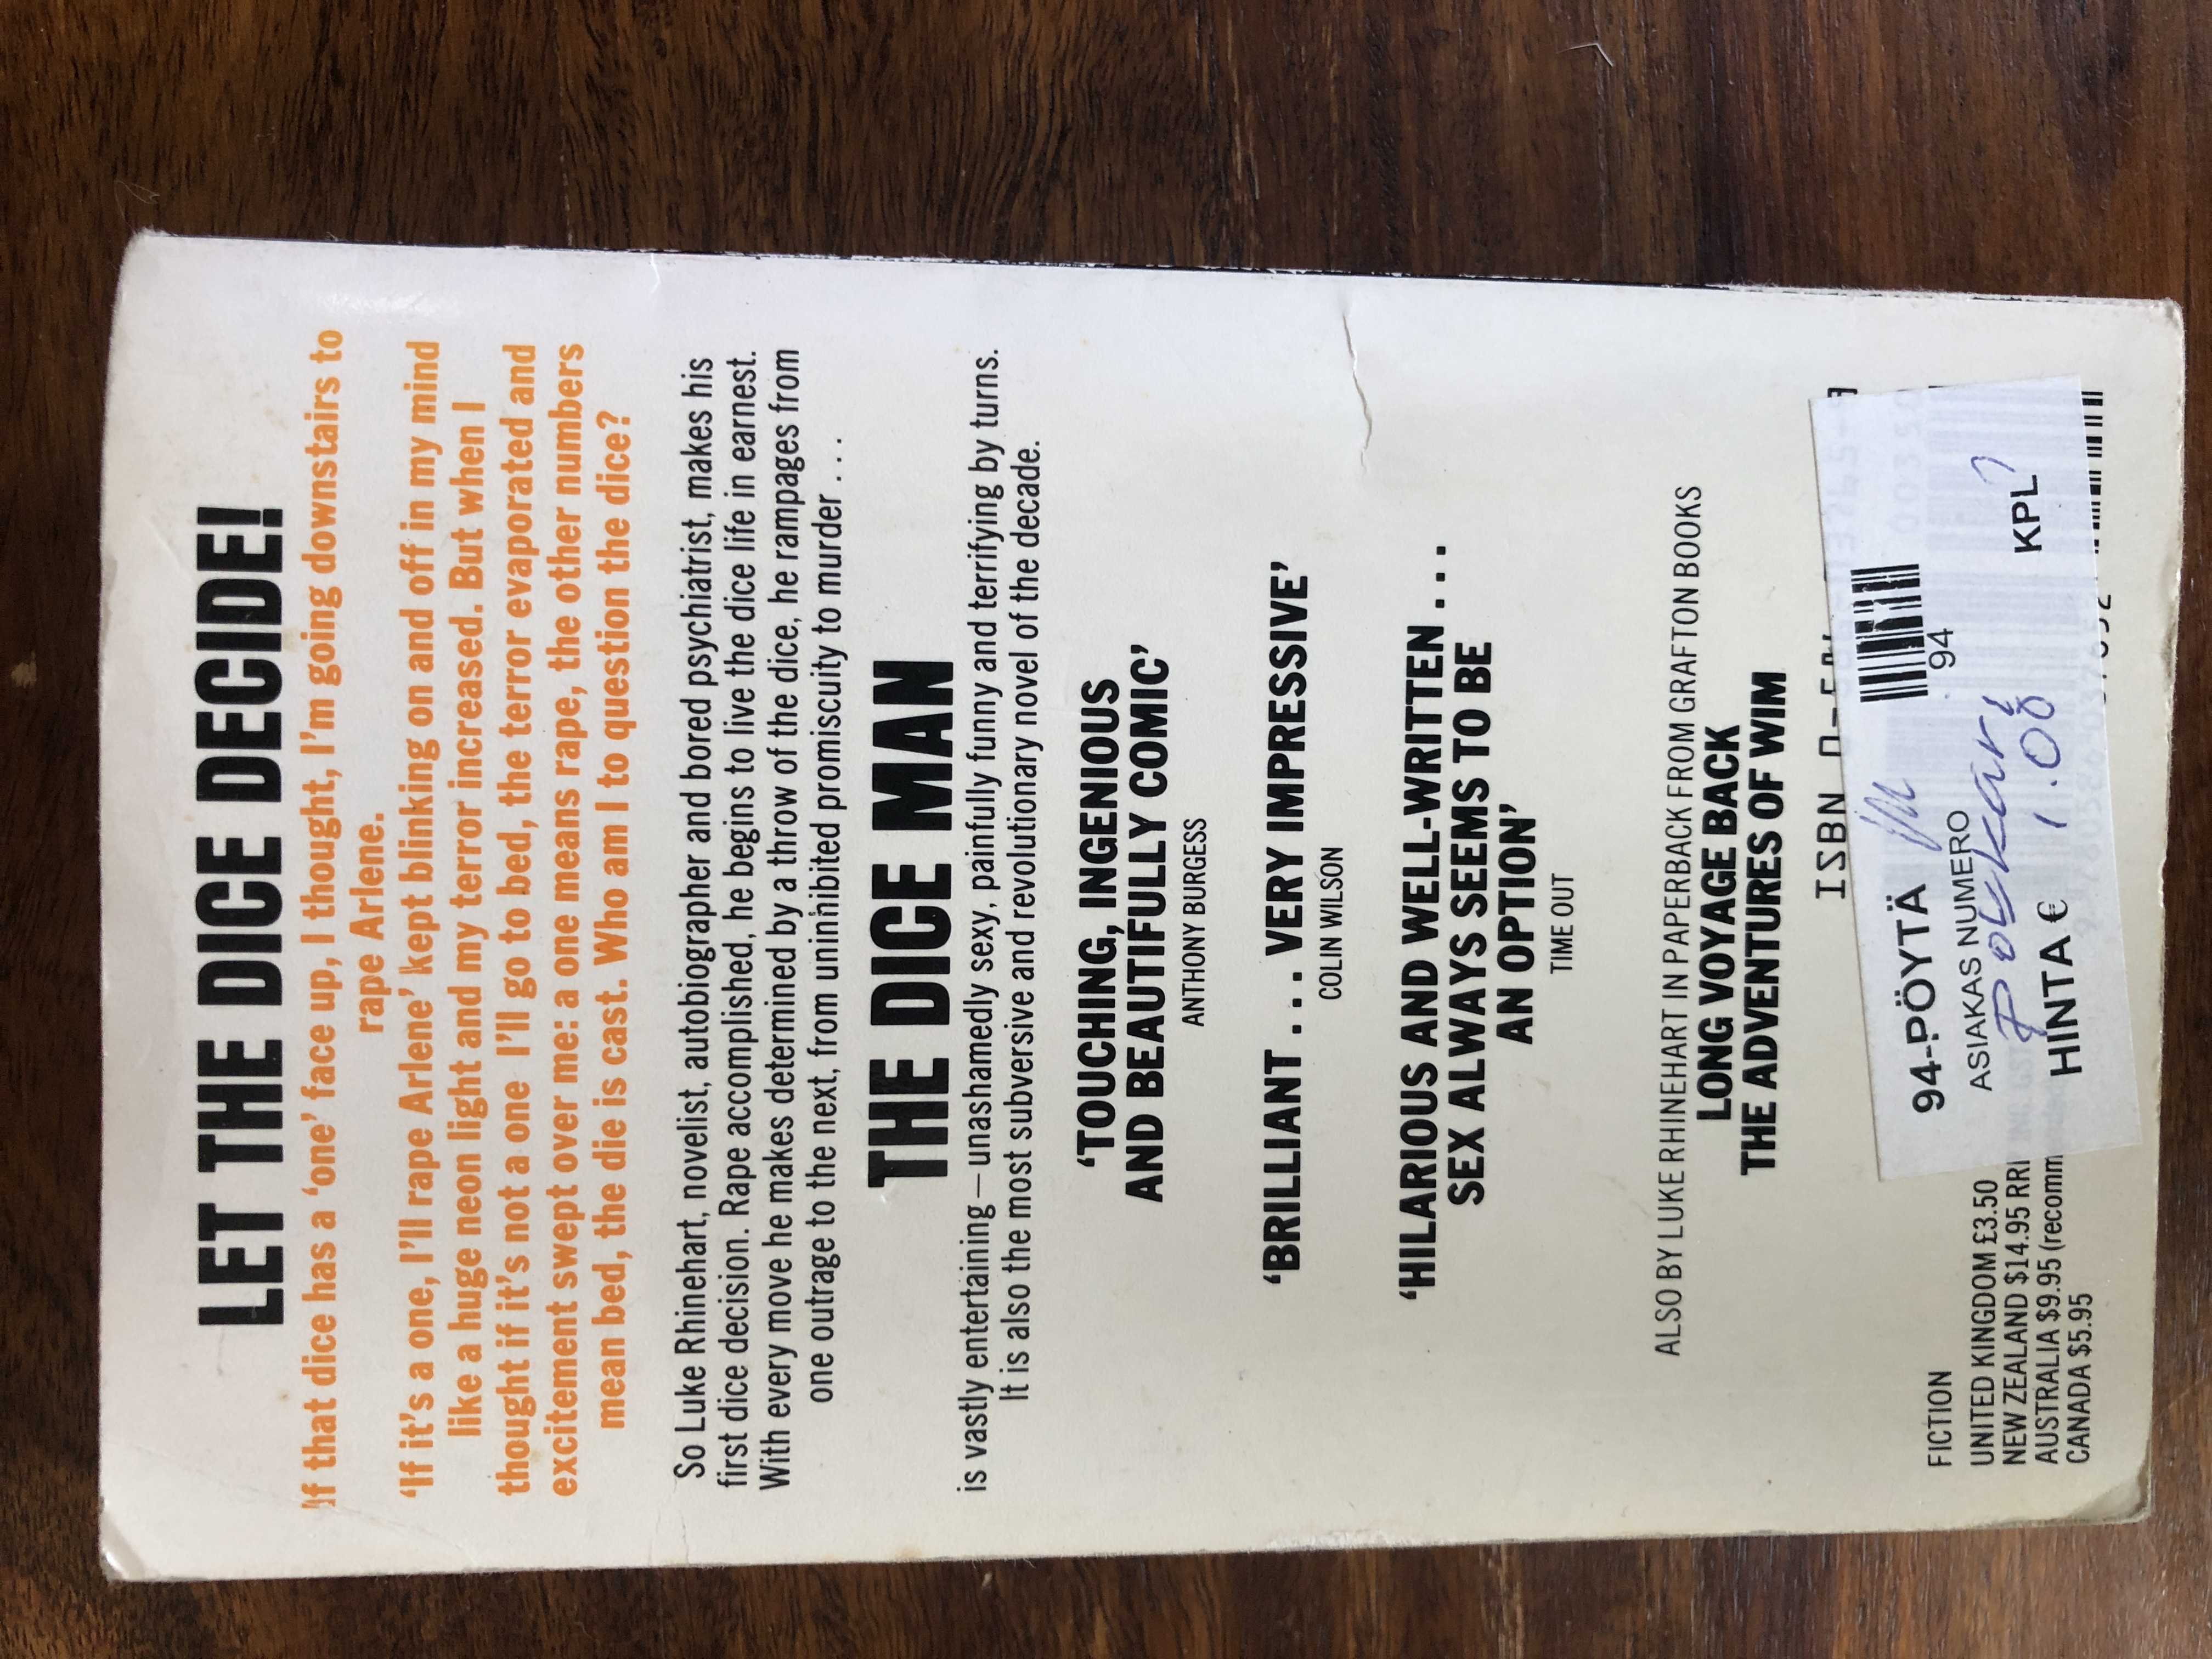 LET THE DICE DECIDE!
If that dice has a ‘one’ face up, I thought, I’m going downstairs to
rape Arlene.
‘If it’s a one, I’ll rape Arlene’ kept blinking on and off in my mind
like a huge neon light and my terror increased. But when I
thought if it’s not a one I’ll go to bed, the terror evaporated and
excitement swept over me: a one means rape, the other numbers
mean bed, the die is cast. Who am I to question the dice?
So Luke Rhinehart, novelist, autobiographer and bored psychiatrist, makes his
first dice decision. Rape accomplished, he begins to live the dice life in earnest.
With every move he makes determined by a throw of the dice, he rampages from
one outrage to the next, from uninhibited promiscuity to murder . . .
THE DICE MAN
is vastly entertaining – unashamedly sexy, painfully funny and terrifying by turns.
It is also the most subversive and revolutionary novel of the decade.
‘TOUCHING, INGENIOUS
AND BEAUTIFULLY COMIC’
ANTHONY BURGESS
‘BRILLIANT . . . VERY IMPRESSIVE’
COLIN WILSON
‘HILARIOUS AND WELL-WRITTEN . . .
SEX ALWAYS SEEMS TO BE
AN OPTION’
TIME OUT
ALSO BY LUKE RHINEHART IN PAPERBACK FROM GRAFTON BOOKS
LONG VOYAGE BACK
THE ADVENTURES OF WIM
ISBN
FICTION
UNITED KINGDOM £3.50
NEW ZEALAND $14.95 RRP
AUSTRALIA $9.95 (recomm
CANADA $5.95
94-PÖYTÄ
94
ASIAKAS NUMERO
HINTA € 1.00 KPL